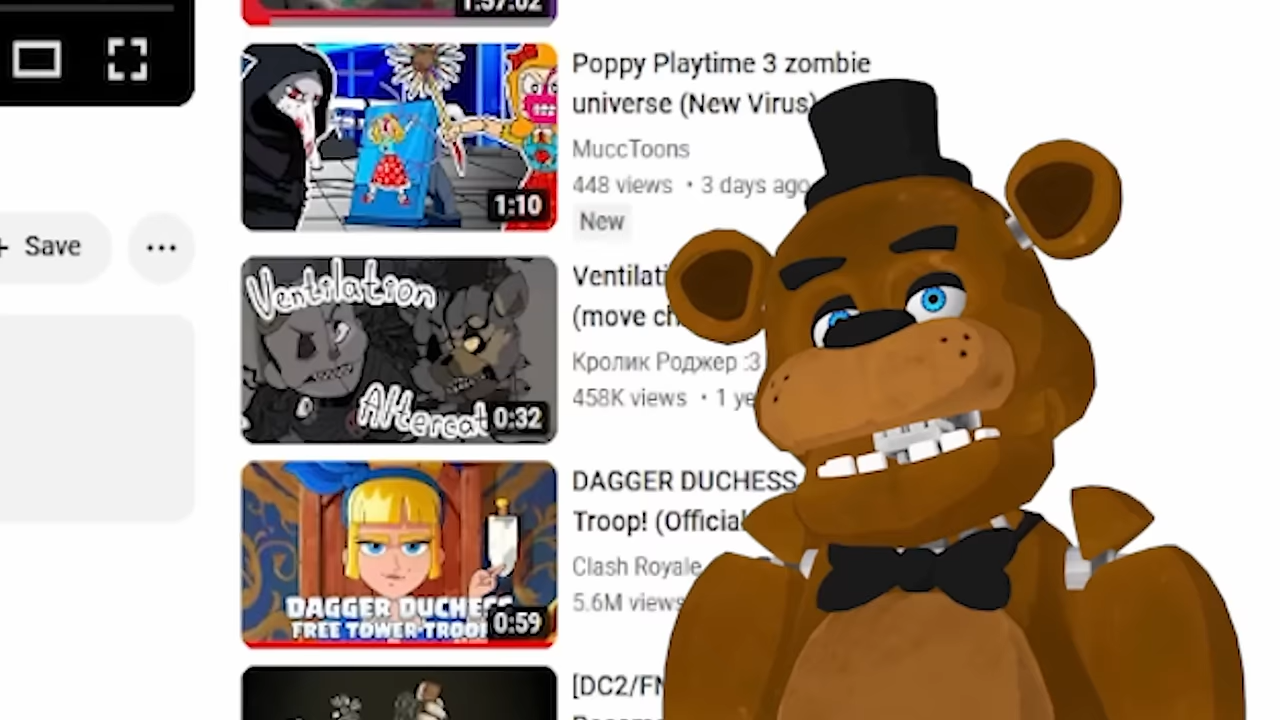 1:57:02
Poppy Playtime 3 zombie
universe (New Virus)
MuccToons
448 views • 3 days ago
New
1:10
Save
Ventilation
Altercat
0:32
Ventilati
(move ch
Кролик Роджер :3
458K views • 1 ye
DAGGER DUCHESS
FREE TOWER TROOP
0:59
DAGGER DUCHESS
Troop! (Official
Clash Royale
5.6M views
[DC2/FN